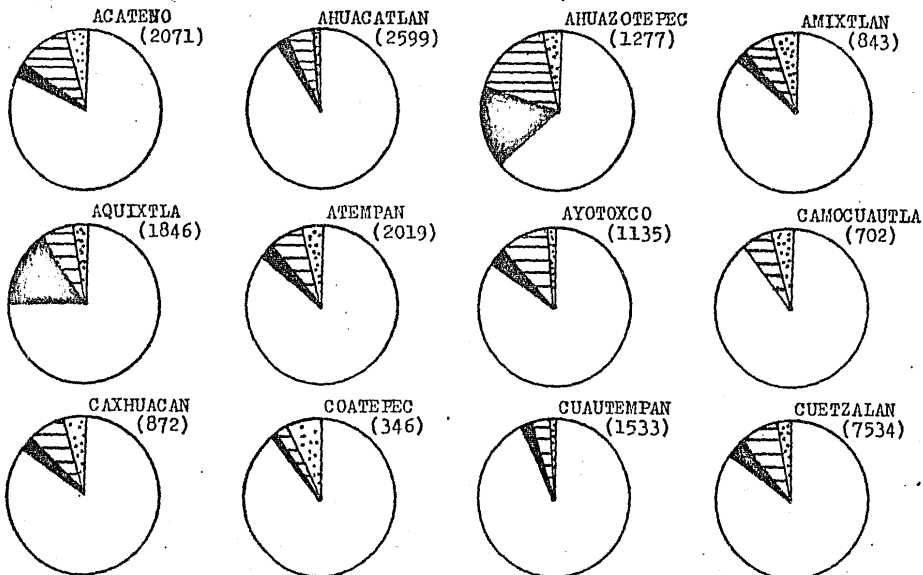 ACATENO
(2071)
AHUACATLAN
(2599)
AHUAZOTEPEC
(1277)
AMIXTLAN
(843)
AQUIXTLA
(1846)
ATEMPAN
(2019)
AYOTOXCO
(1135)
CAMOCUAUTLA
(702)
CAXHUACAN
(872)
COATEPEC
(346)
CUAUTEMPAN
(1533)
CUETZALAN
(7534)